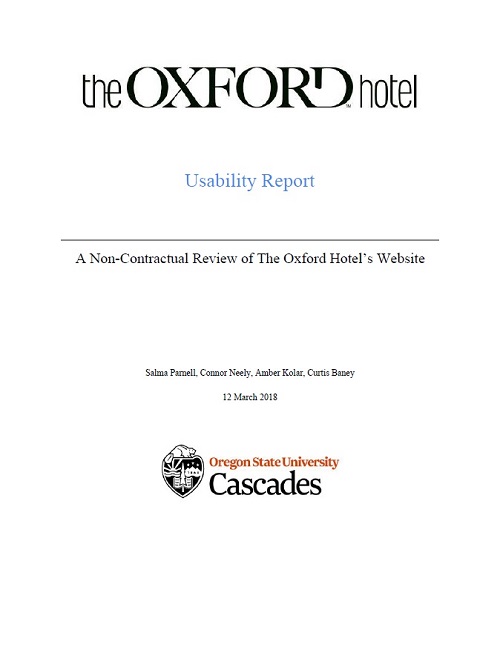 the OXFORD hotel
Usability Report
A Non-Contractual Review of The Oxford Hotel’s Website
Salma Parnell, Connor Neely, Amber Kolar, Curtis Baney
12 March 2018
Oregon State University
Cascades